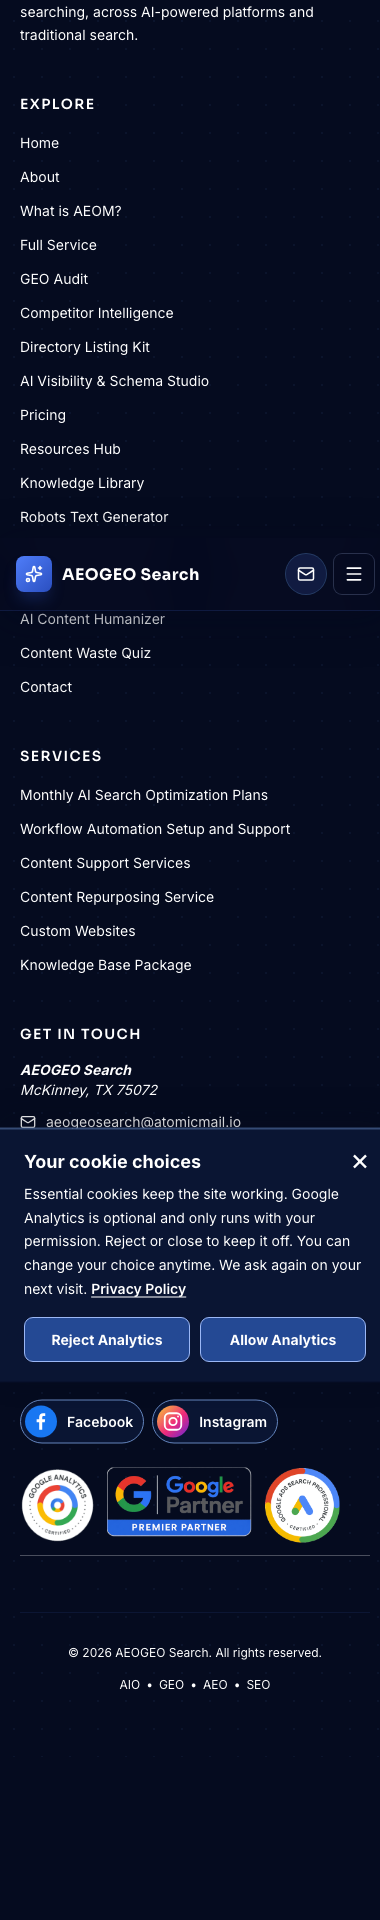 searching, across AI-powered platforms and
traditional search.
EXPLORE
Home
About
What is AEOM?
Full Service
GEO Audit
Competitor Intelligence
Directory Listing Kit
AI Visibility & Schema Studio
Pricing
Resources Hub
Knowledge Library
Robots Text Generator
AEOGEO Search
AI Content Humanizer
Content Waste Quiz
Contact
SERVICES
Monthly AI Search Optimization Plans
Workflow Automation Setup and Support
Content Support Services
Content Repurposing Service
Custom Websites
Knowledge Base Package
GET IN TOUCH
AEOGEO Search
McKinney, TX 75072
aeogeosearch@atomicmail.io
Your cookie choices
Essential cookies keep the site working. Google
Analytics is optional and only runs with your
permission. Reject or close to keep it off. You can
change your choice anytime. We ask again on your
next visit. Privacy Policy
Reject Analytics Allow Analytics
Facebook Instagram
GOOGLE ANALYTICS
• CERTIFIED •
Google
Partner
PREMIER PARTNER
GOOGLE ADS SEARCH PROFESSIONAL
• CERTIFIED •
© 2026 AEOGEO Search. All rights reserved.
AIO • GEO • AEO • SEO